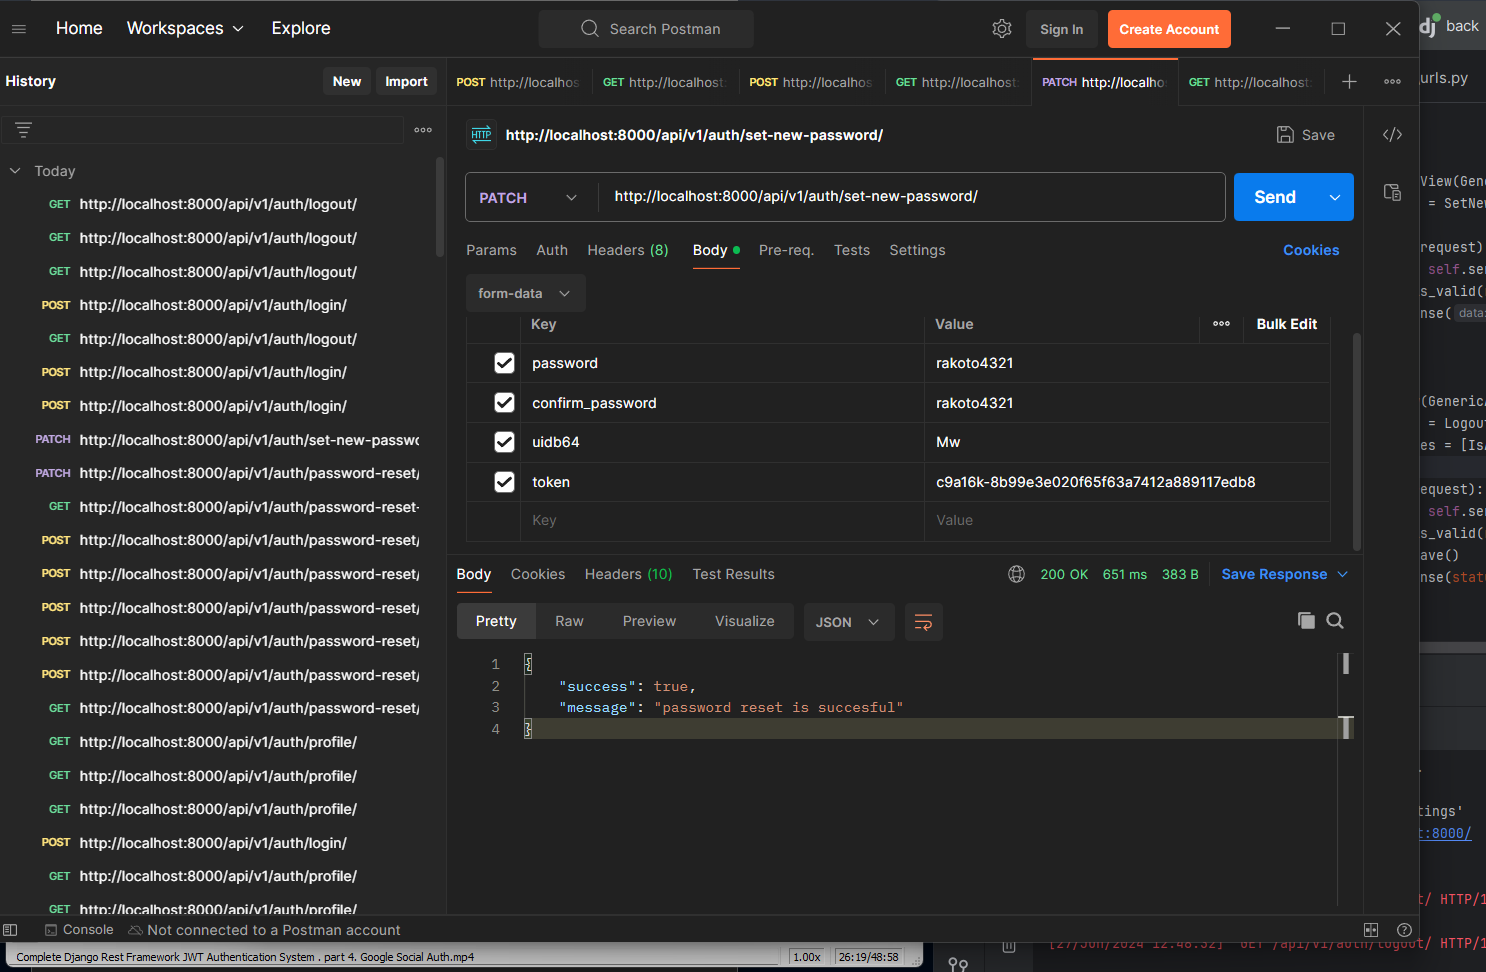 Home Workspaces Explore Search Postman Sign In Create Account
dj back
History New Import
POST http://localhos GET http://localhost: POST http://localhos GET http://localhost: PATCH http://localho GET http://localhost:
urls.py
HTTP http://localhost:8000/api/v1/auth/set-new-password/ Save
Today
PATCH http://localhost:8000/api/v1/auth/set-new-password/ Send
Params Auth Headers (8) Body Pre-req. Tests Settings Cookies
form-data
Key Value Bulk Edit
password rakoto4321
confirm_password rakoto4321
uidb64 Mw
token c9a16k-8b99e3e020f65f63a7412a889117edb8
Key Value
GET http://localhost:8000/api/v1/auth/logout/
GET http://localhost:8000/api/v1/auth/logout/
GET http://localhost:8000/api/v1/auth/logout/
POST http://localhost:8000/api/v1/auth/login/
GET http://localhost:8000/api/v1/auth/logout/
POST http://localhost:8000/api/v1/auth/login/
POST http://localhost:8000/api/v1/auth/login/
PATCH http://localhost:8000/api/v1/auth/set-new-passwo
PATCH http://localhost:8000/api/v1/auth/password-reset/
GET http://localhost:8000/api/v1/auth/password-reset-
POST http://localhost:8000/api/v1/auth/password-reset/
POST http://localhost:8000/api/v1/auth/password-reset/
POST http://localhost:8000/api/v1/auth/password-reset/
POST http://localhost:8000/api/v1/auth/password-reset/
POST http://localhost:8000/api/v1/auth/password-reset/
GET http://localhost:8000/api/v1/auth/password-reset/
GET http://localhost:8000/api/v1/auth/profile/
GET http://localhost:8000/api/v1/auth/profile/
GET http://localhost:8000/api/v1/auth/profile/
POST http://localhost:8000/api/v1/auth/login/
GET http://localhost:8000/api/v1/auth/profile/
GET http://localhost:8000/api/v1/auth/profile/
Body Cookies Headers (10) Test Results 200 OK 651 ms 383 B Save Response
Pretty Raw Preview Visualize JSON
1 {
2 "success": true,
3 "message": "password reset is succesful"
4 }
View(Gen
= SetNew
request)
self.ser
s_valid(
nse( data:
(Generic
= Logout
es = [Is
equest):
self.ser
s_valid(
ave()
nse(stat
tings'
t:8000/
t/ HTTP/1
Console Not connected to a Postman account
[27/Jun/2024 12:48:32] "GET /api/v1/auth/logout/ HTTP/1
Complete Django Rest Framework JWT Authentication System . part 4. Google Social Auth.mp4 1.00x 26:19/48:58